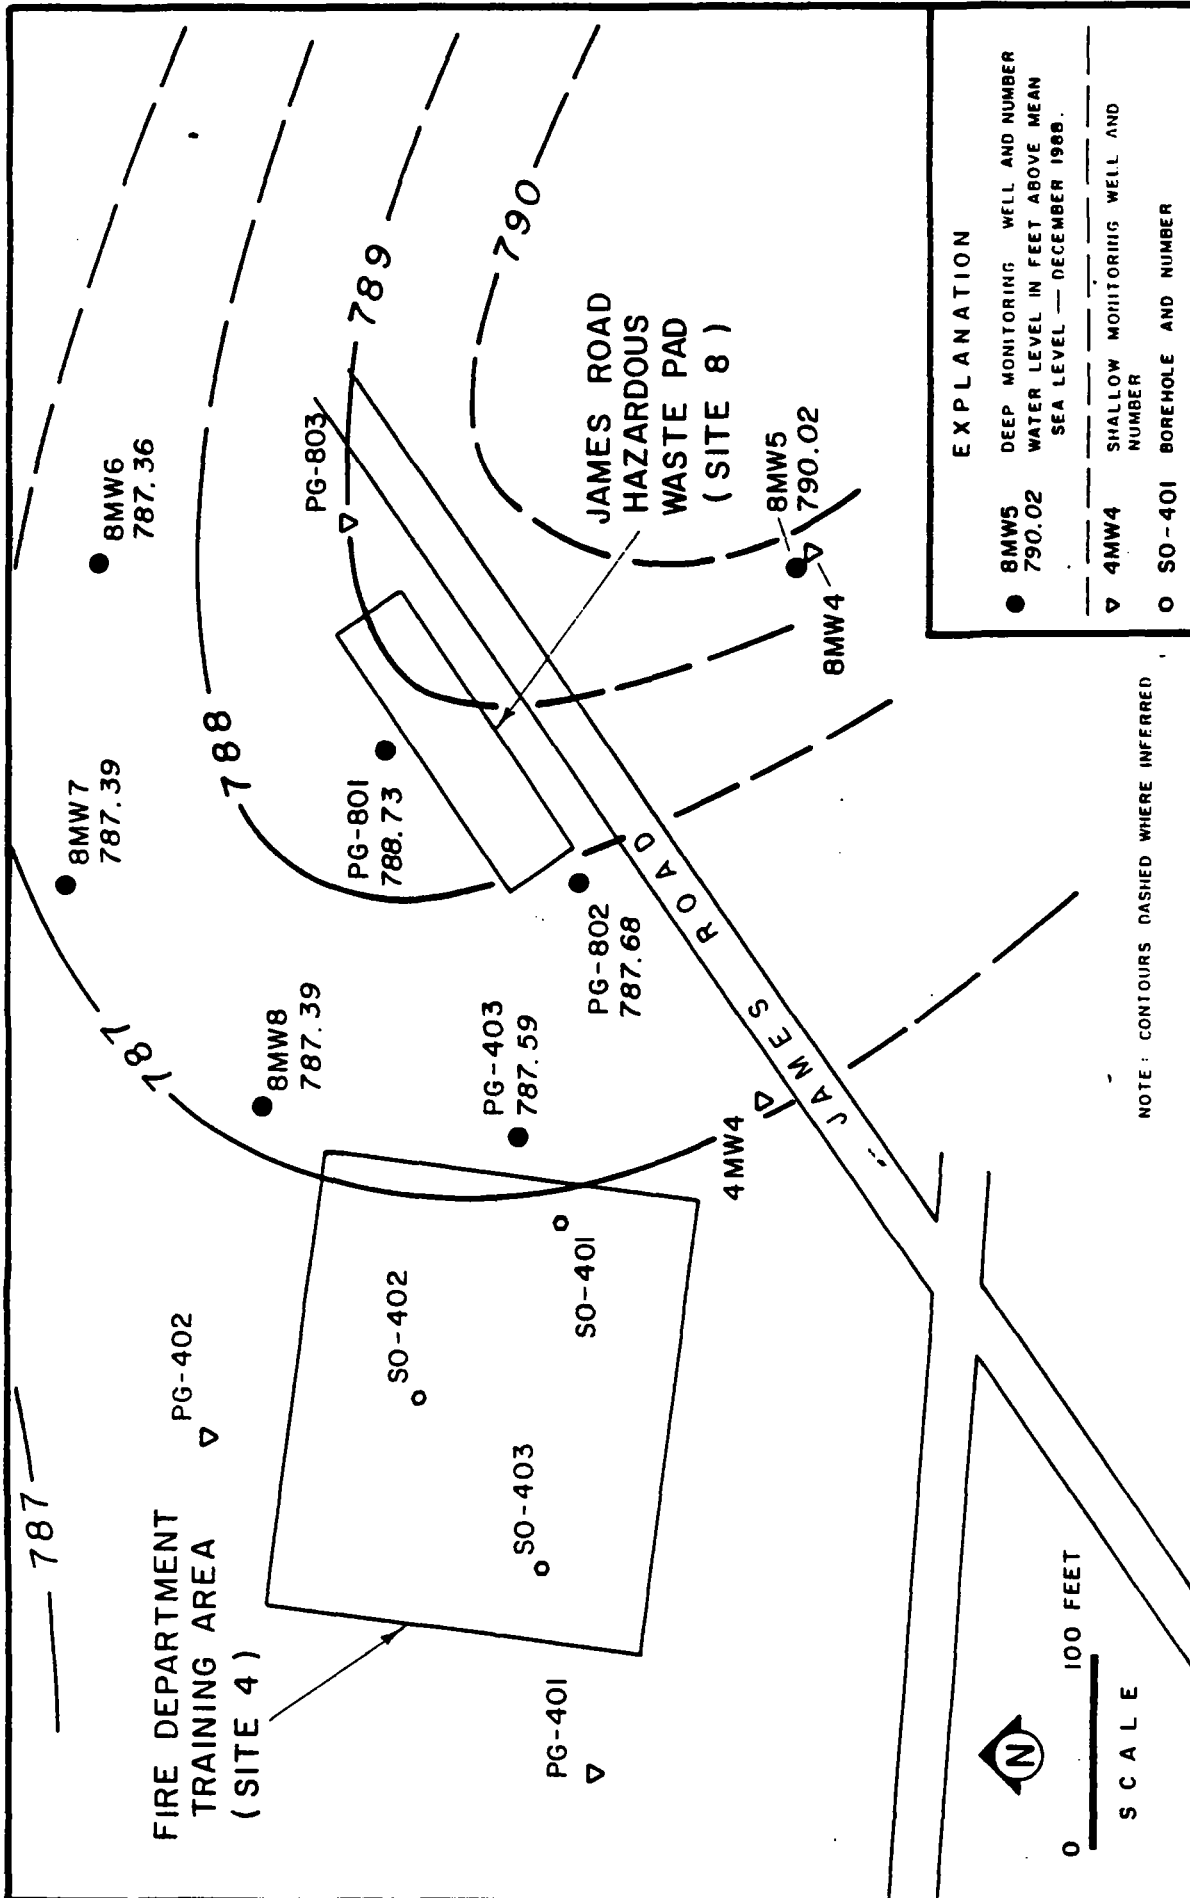 787
FIRE DEPARTMENT
TRAINING AREA
(SITE 4)
PG-402
PG-401
SO-402
SO-403
SO-401
8MW7
787.39
8MW6
787.36
787
8MW8
787.39
788
PG-801
788.73
PG-803
789
790
PG-403
787.59
PG-802
787.68
JAMES ROAD
HAZARDOUS
WASTE PAD
(SITE 8)
8MW5
790.02
8MW4
4MW4
JAMES ROAD
N
0 100 FEET
SCALE
NOTE: CONTOURS DASHED WHERE INFERRED
EXPLANATION
8MW5 DEEP MONITORING WELL AND NUMBER
790.02 WATER LEVEL IN FEET ABOVE MEAN
SEA LEVEL — DECEMBER 1988.
4MW4 SHALLOW MONITORING WELL AND
NUMBER
SO-401 BOREHOLE AND NUMBER